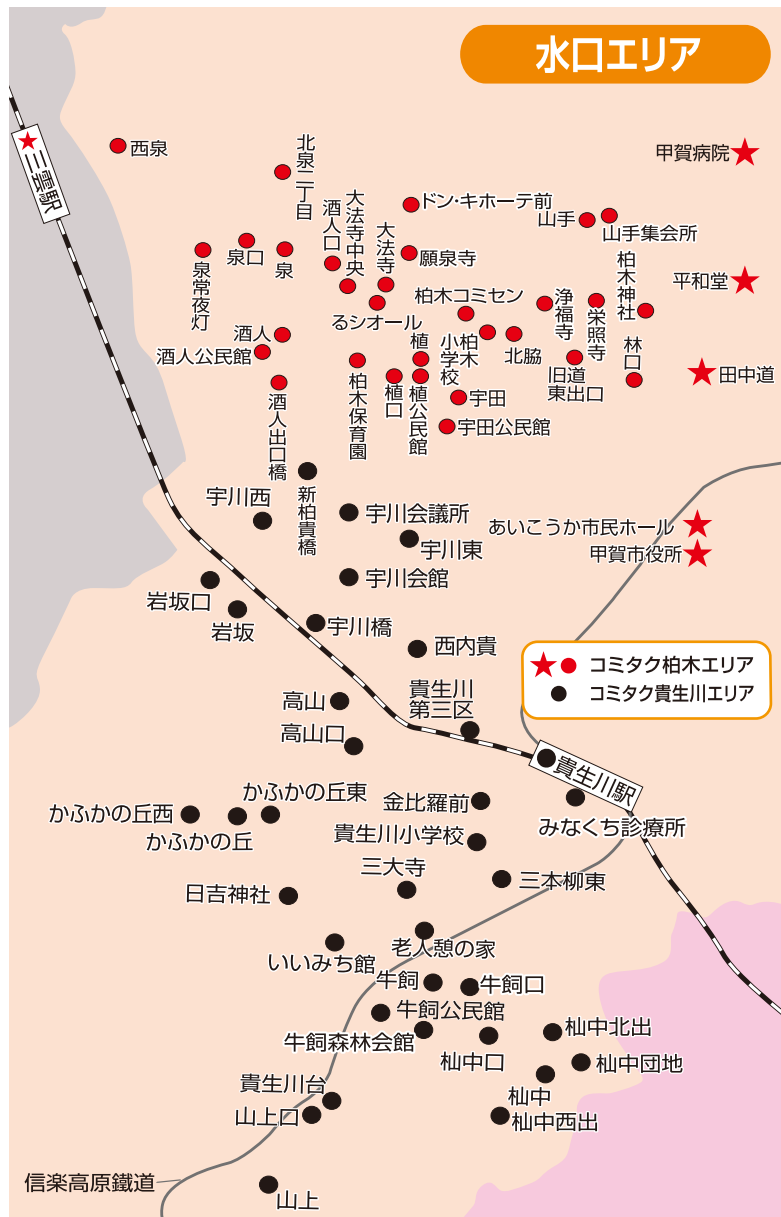 水口エリア
三雲駅
西泉
北泉二丁目
甲賀病院
ドン・キホーテ前
山手
山手集会所
大法寺中央
酒人口
大法寺
願泉寺
泉常夜灯
泉口
泉
柏木神社
平和堂
るシオール
柏木コミセン
浄福寺
栄照寺
酒人
酒人公民館
柏木小学校
北脇
植
林口
田中道
旧道東出口
酒人出口橋
柏木保育園
植口
植公民館
宇田
宇田公民館
新柏貴橋
宇川西
宇川会議所
あいこうか市民ホール
宇川東
甲賀市役所
宇川会館
岩坂口
岩坂
宇川橋
西内貴
コミタク柏木エリア
コミタク貴生川エリア
高山
貴生川
第三区
高山口
貴生川駅
かふかの丘東
かふかの丘西
かふかの丘
金比羅前
みなくち診療所
貴生川小学校
三大寺
三本柳東
日吉神社
老人憩の家
いいみち館
牛飼
牛飼口
牛飼公民館
牛飼森林会館
杣中北出
杣中口
杣中団地
貴生川台
杣中
山上口
杣中西出
信楽高原鐵道
山上